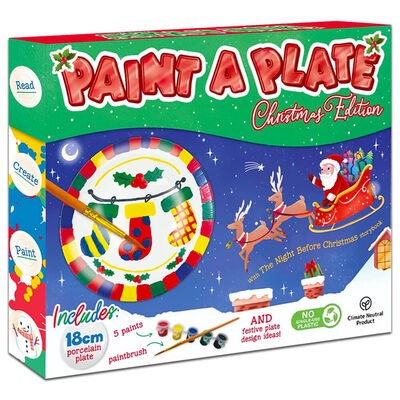 PAINT A PLATE
Christmas Edition
Read
Create
Paint
with The Night Before Christmas storybook
Includes:
18cm
porcelain
plate
5 paints
paintbrush
AND
festive plate
design ideas!
NO
SINGLE-USE
PLASTIC
Climate Neutral
Product